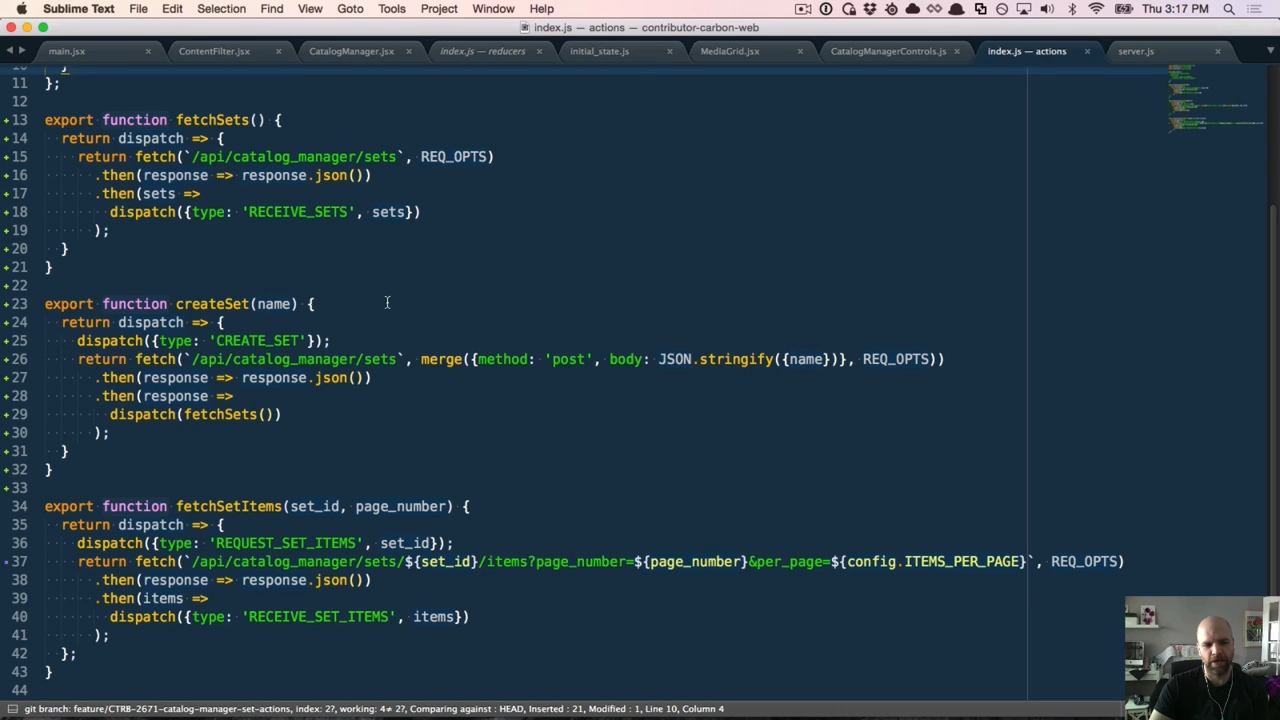 Sublime Text File Edit Selection Find View Goto Tools Project Window Help Thu 3:17 PM
index.js — actions — contributor-carbon-web
main.jsx × ContentFilter.jsx × CatalogManager.jsx × index.js — reducers × initial_state.js × MediaGrid.jsx × CatalogManagerControls.js × index.js — actions × server.js ×
11 };
12
13 export function fetchSets() {
14 return dispatch => {
15 return fetch(`/api/catalog_manager/sets`, REQ_OPTS)
16 .then(response => response.json())
17 .then(sets =>
18 dispatch({type: 'RECEIVE_SETS', sets})
19 );
20 }
21 }
22
23 export function createSet(name) {
24 return dispatch => {
25 dispatch({type: 'CREATE_SET'});
26 return fetch(`/api/catalog_manager/sets`, merge({method: 'post', body: JSON.stringify({name})}, REQ_OPTS))
27 .then(response => response.json())
28 .then(response =>
29 dispatch(fetchSets())
30 );
31 }
32 }
33
34 export function fetchSetItems(set_id, page_number) {
35 return dispatch => {
36 dispatch({type: 'REQUEST_SET_ITEMS', set_id});
37 return fetch(`/api/catalog_manager/sets/${set_id}/items?page_number=${page_number}&per_page=${config.ITEMS_PER_PAGE}`, REQ_OPTS)
38 .then(response => response.json())
39 .then(items =>
40 dispatch({type: 'RECEIVE_SET_ITEMS', items})
41 );
42 };
43 }
44
git branch: feature/CTRB-2671-catalog-manager-set-actions, index: 2?, working: 4≠ 2?, Comparing against: HEAD, Inserted : 21, Modified : 1, Line 10, Column 4